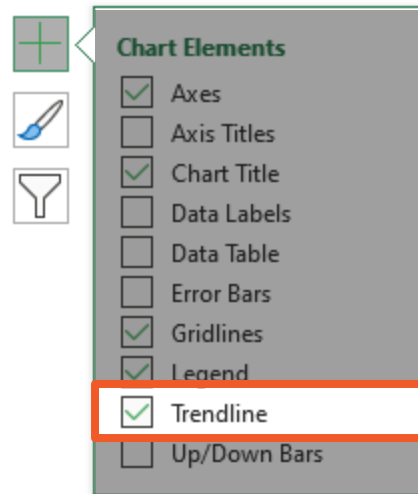 Chart Elements
Axes
Axis Titles
Chart Title
Data Labels
Data Table
Error Bars
Gridlines
Legend
Trendline
Up/Down Bars